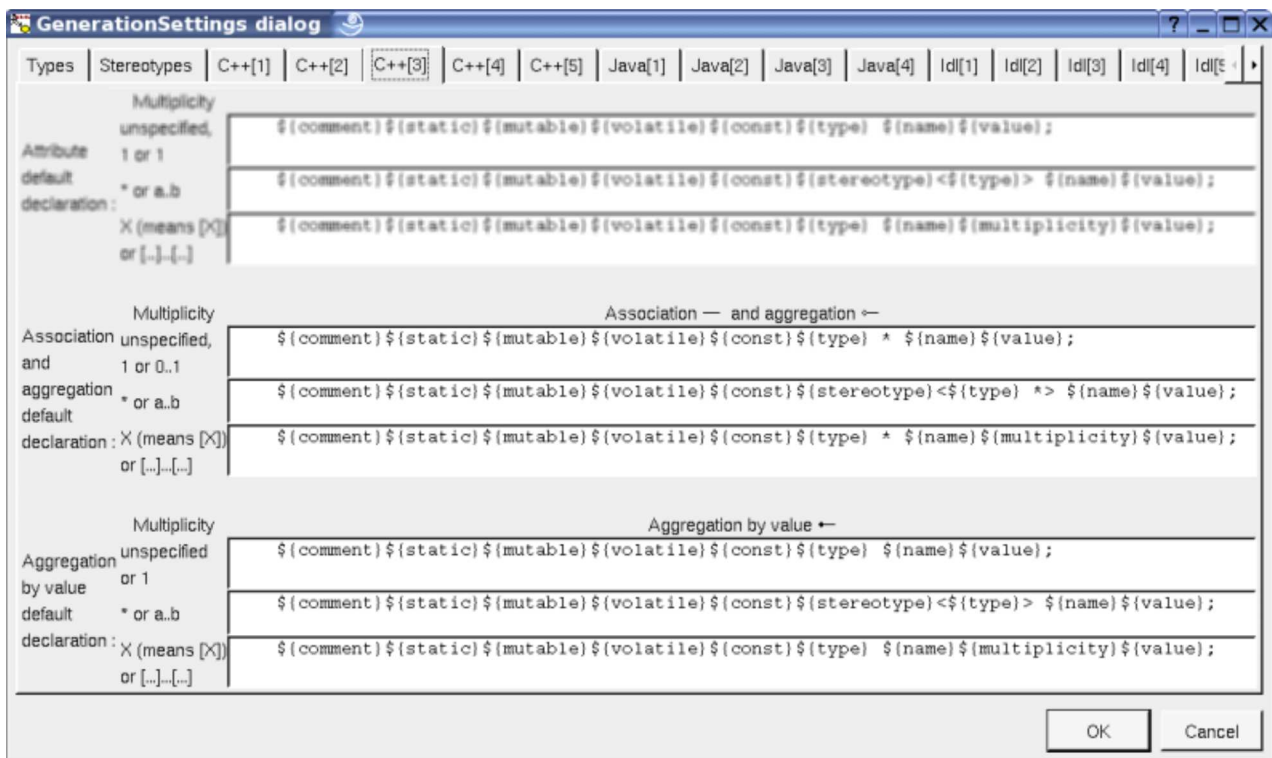 GenerationSettings dialog
Types Stereotypes C++[1] C++[2] C++[3] C++[4] C++[5] Java[1] Java[2] Java[3] Java[4] Idl[1] Idl[2] Idl[3] Idl[4] Idl[5
Multiplicity
Attribute default declaration :
unspecified, 1 or 1
${comment}${static}${mutable}${volatile}${const}${type} ${name}${value};
* or a..b
${comment}${static}${mutable}${volatile}${const}${stereotype}<${type}> ${name}${value};
X (means [X]) or [...]...[...]
${comment}${static}${mutable}${volatile}${const}${type} ${name}${multiplicity}${value};
Multiplicity
Association — and aggregation
Association and aggregation default declaration :
unspecified, 1 or 0..1
${comment}${static}${mutable}${volatile}${const}${type} * ${name}${value};
* or a..b
${comment}${static}${mutable}${volatile}${const}${stereotype}<${type} *> ${name}${value};
X (means [X]) or [...]...[...]
${comment}${static}${mutable}${volatile}${const}${type} * ${name}${multiplicity}${value};
Multiplicity
Aggregation by value
Aggregation by value default declaration :
unspecified or 1
${comment}${static}${mutable}${volatile}${const}${type} ${name}${value};
* or a..b
${comment}${static}${mutable}${volatile}${const}${stereotype}<${type}> ${name}${value};
X (means [X]) or [...]...[...]
${comment}${static}${mutable}${volatile}${const}${type} ${name}${multiplicity}${value};
OK Cancel